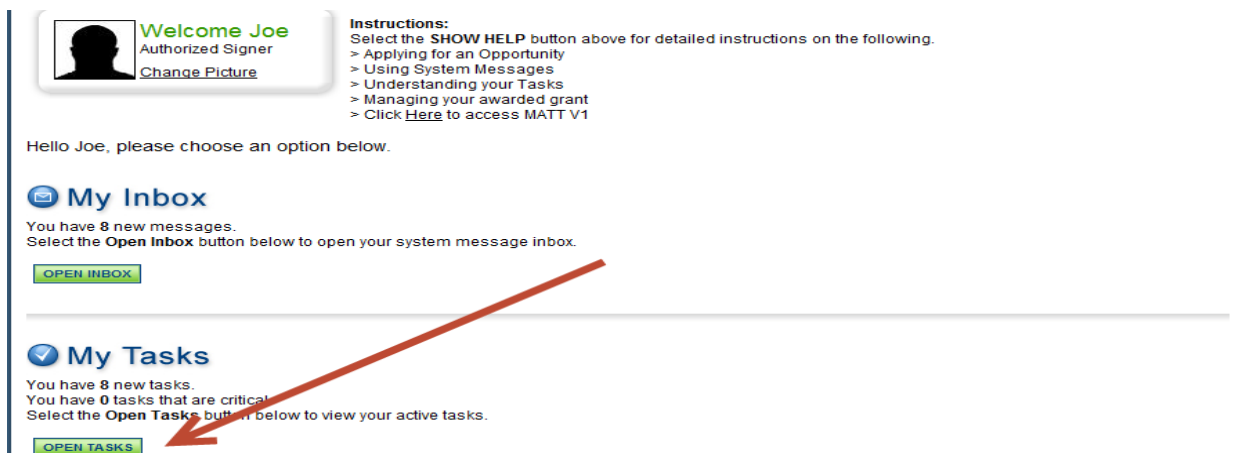 Welcome Joe
Authorized Signer
Change Picture
Instructions:
Select the SHOW HELP button above for detailed instructions on the following.
> Applying for an Opportunity
> Using System Messages
> Understanding your Tasks
> Managing your awarded grant
> Click Here to access MATT V1
Hello Joe, please choose an option below.
My Inbox
You have 8 new messages.
Select the Open Inbox button below to open your system message inbox.
OPEN INBOX
My Tasks
You have 8 new tasks.
You have 0 tasks that are critical
Select the Open Tasks button below to view your active tasks.
OPEN TASKS